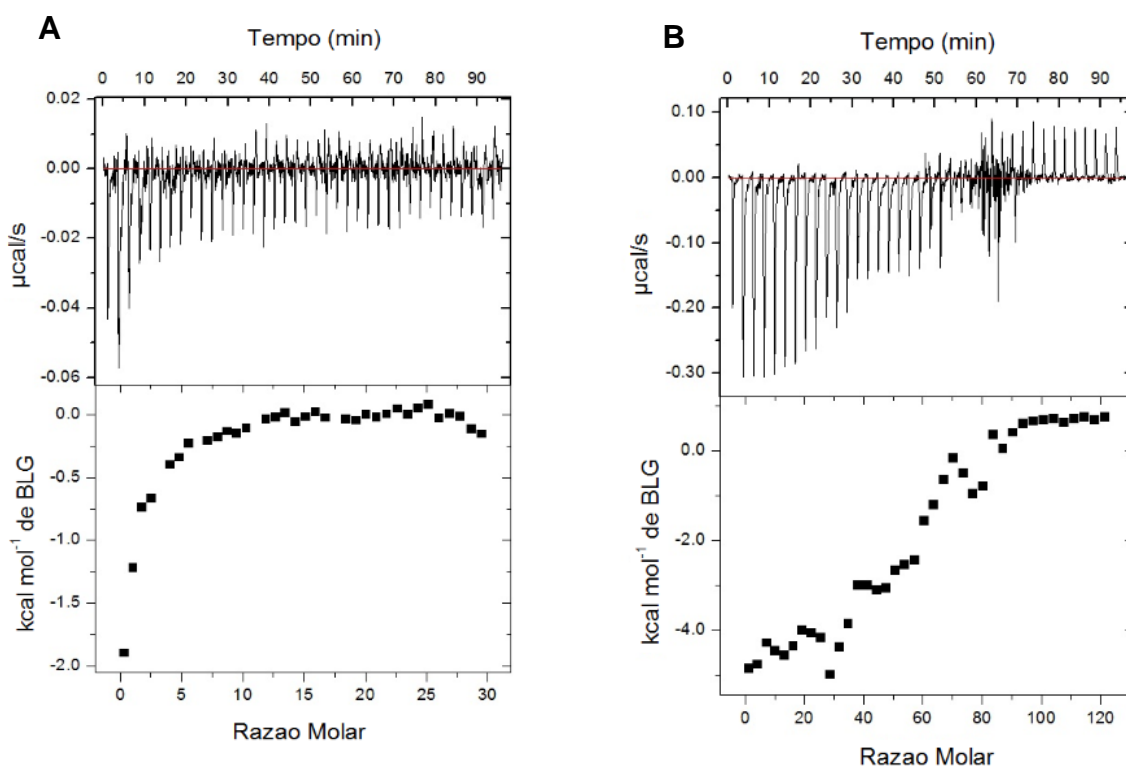 A
Tempo (min)
0 10 20 30 40 50 60 70 80 90
0.02
0.00
-0.02
-0.04
-0.06
µcal/s
0.0
-0.5
-1.0
-1.5
-2.0
kcal mol⁻¹ de BLG
0 5 10 15 20 25 30
Razao Molar
B
Tempo (min)
0 10 20 30 40 50 60 70 80 90
0.10
0.00
-0.10
-0.20
-0.30
µcal/s
0.0
-2.0
-4.0
kcal mol⁻¹ de BLG
0 20 40 60 80 100 120
Razao Molar